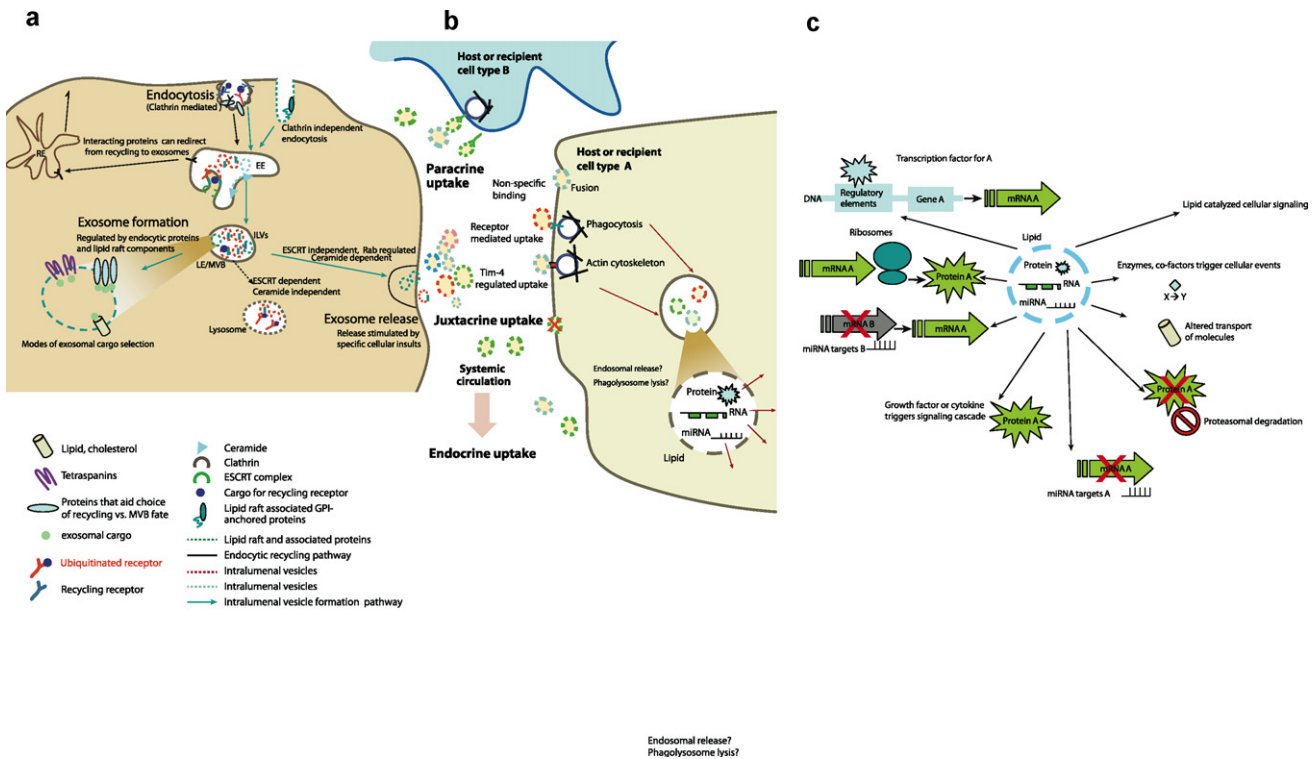 a
b
c
Endocytosis
(Clathrin mediated)
Clathrin independent
endocytosis
RE
Interacting proteins can redirect
from recycling to exosomes
EE
Exosome formation
Regulated by endocytic proteins
and lipid raft components
ILVs
LE/MVB
ESCRT independent, Rab regulated
Ceramide dependent
ESCRT dependent
Ceramide independent
Lysosome
Modes of exosomal cargo selection
Exosome release
Release stimulated by
specific cellular insults
Lipid, cholesterol
Tetraspanins
Proteins that aid choice
of recycling vs. MVB fate
exosomal cargo
Ubiquitinated receptor
Recycling receptor
Ceramide
Clathrin
ESCRT complex
Cargo for recycling receptor
Lipid raft associated GPI-
anchored proteins
Lipid raft and associated proteins
Endocytic recycling pathway
Intralumenal vesicles
Intralumenal vesicles
Intralumenal vesicle formation pathway
Host or recipient
cell type B
Paracrine
uptake
Host or recipient
cell type A
Non-specific
binding
Fusion
Receptor
mediated uptake
Phagocytosis
Tim-4
regulated uptake
Actin cytoskeleton
Juxtacrine uptake
Systemic
circulation
Endocrine uptake
Endosomal release?
Phagolysosome lysis?
Protein
RNA
miRNA
Lipid
Endosomal release?
Phagolysosome lysis?
Transcription factor for A
DNA
Regulatory
elements
Gene A
mRNA A
Lipid catalyzed cellular signaling
Ribosomes
mRNA A
Protein A
Lipid
Protein
RNA
miRNA
Enzymes, co-factors trigger cellular events
X→Y
mRNA B
mRNA A
miRNA targets B
Altered transport
of molecules
Growth factor or cytokine
triggers signaling cascade
Protein A
Protein A
Proteasomal degradation
mRNA A
miRNA targets A